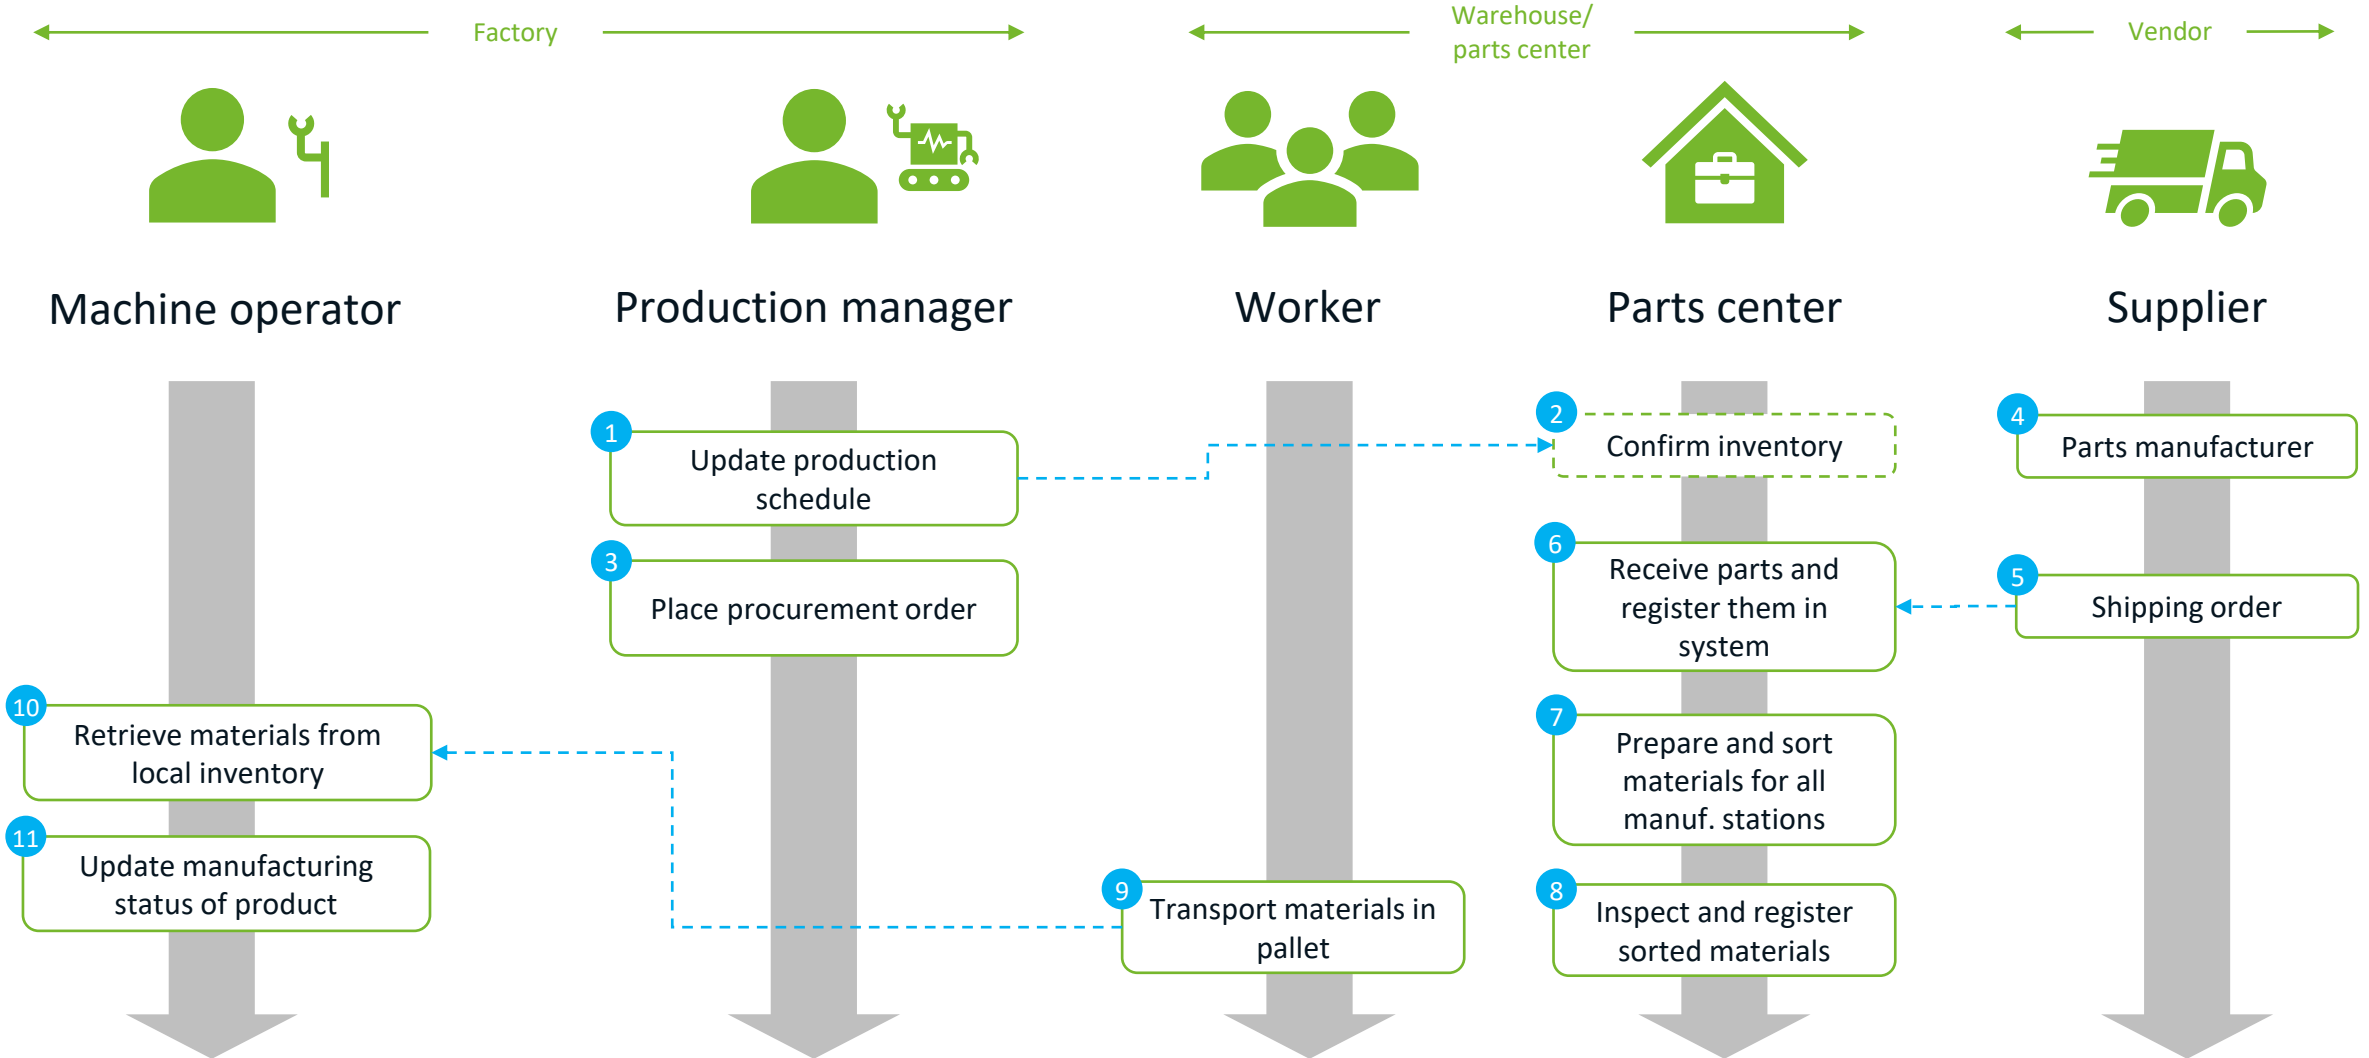 Factory
Warehouse/
parts center
Vendor
Machine operator
Production manager
Worker
Parts center
Supplier
1
Update production
schedule
2
Confirm inventory
3
Place procurement order
4
Parts manufacturer
5
Shipping order
6
Receive parts and
register them in
system
7
Prepare and sort
materials for all
manuf. stations
8
Inspect and register
sorted materials
9
Transport materials in
pallet
10
Retrieve materials from
local inventory
11
Update manufacturing
status of product